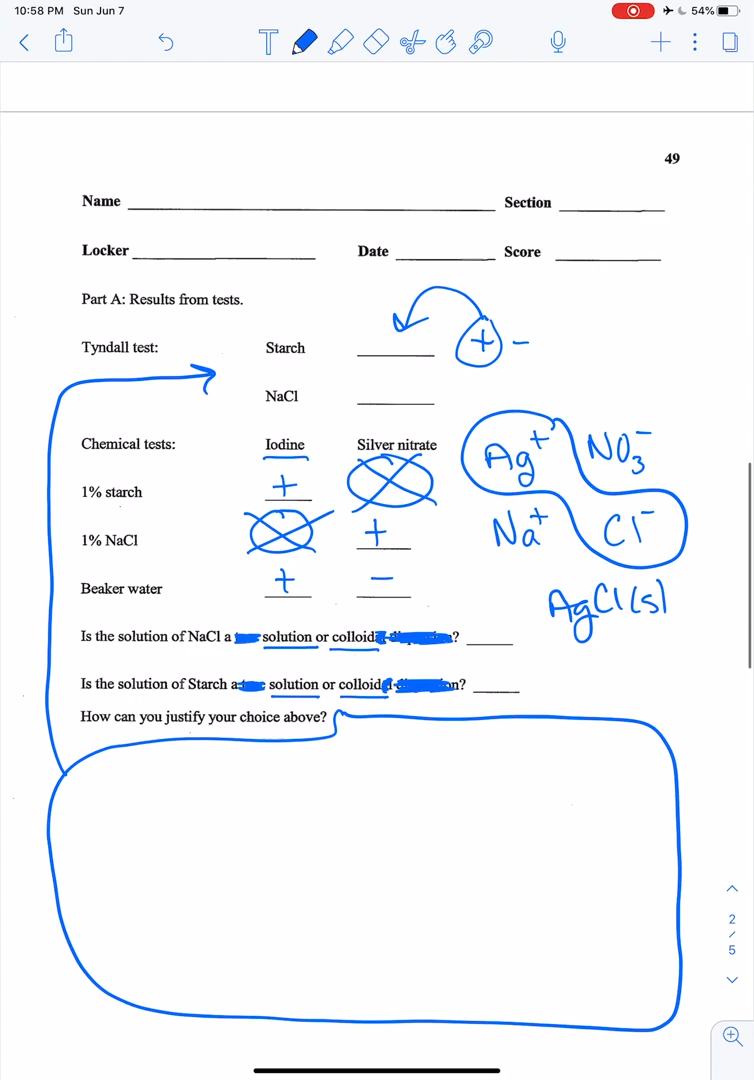 10:58 PM Sun Jun 7 54%
T
49
Name Section
Locker Date Score
Part A: Results from tests.
Tyndall test: Starch + -
NaCl
Chemical tests: Iodine Silver nitrate Ag+ NO3-
1% starch +
1% NaCl + Na+ Cl-
Beaker water + - AgCl(s)
Is the solution of NaCl a solution or colloid ?
Is the solution of Starch a solution or colloid ?
How can you justify your choice above?
2
/
5